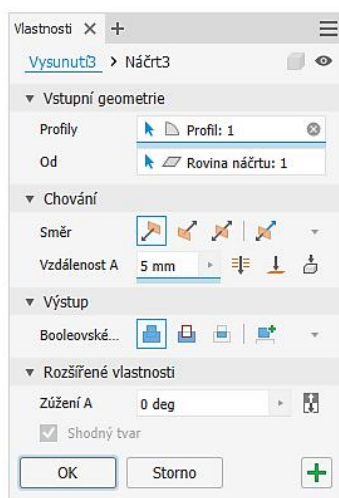 Vlastnosti
Vysunutí3 > Náčrt3
Vstupní geometrie
Profily Profil: 1
Od Rovina náčrtu: 1
Chování
Směr
Vzdálenost A 5 mm
Výstup
Booleovské...
Rozšířené vlastnosti
Zúžení A 0 deg
Shodný tvar
OK Storno